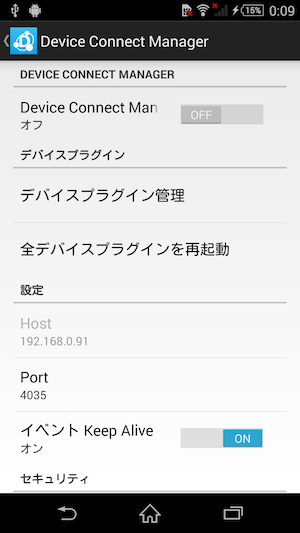 15%
0:09
Device Connect Manager
DEVICE CONNECT MANAGER
Device Connect Man
オフ
OFF
デバイスプラグイン
デバイスプラグイン管理
全デバイスプラグインを再起動
設定
Host
192.168.0.91
Port
4035
イベント Keep Alive
オン
ON
セキュリティ